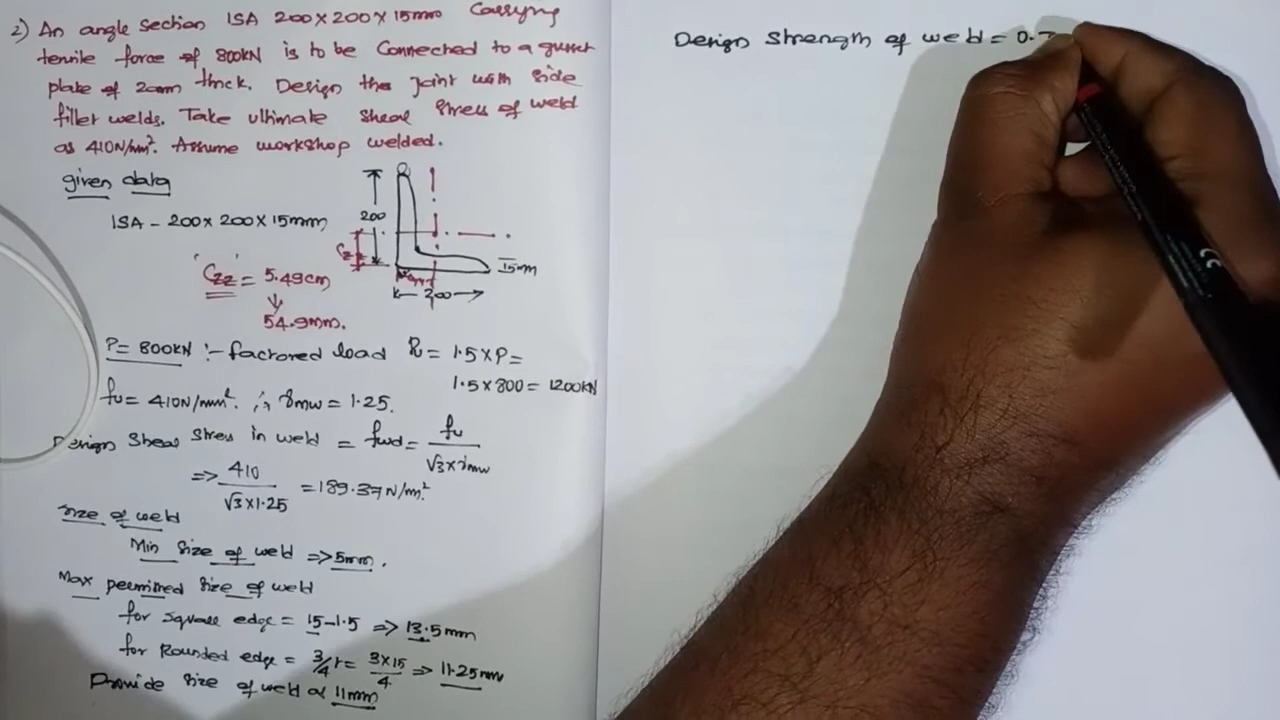 2) An angle section ISA 200×200×15mm Carrying
tensile force of 800kN is to be Connected to a gusset
plate of 20mm thick. Design the Joint with side
fillet welds. Take ultimate shear stress of weld
as 410N/mm². Assume workshop welded.
given data
ISA - 200×200×15mm
200
Czz
15mm
200
'Czz' = 5.49cm
54.9mm.
P = 800kN :- factored load Pu = 1.5×P =
1.5×800 = 1200kN
fu = 410N/mm². ∴ γmw = 1.25.
Design Shear Stress in weld = fwd = fu/√3×γmw
=> 410/√3×1.25 = 189.37N/m².
Size of weld
Min size of weld => 5mm.
Max permitted size of weld
for square edge = 15-1.5 => 13.5mm
for Rounded edge = 3/4 t = 3×15/4 => 11.25mm
Provide size of weld as 11mm
Design Strength of weld = 0.7